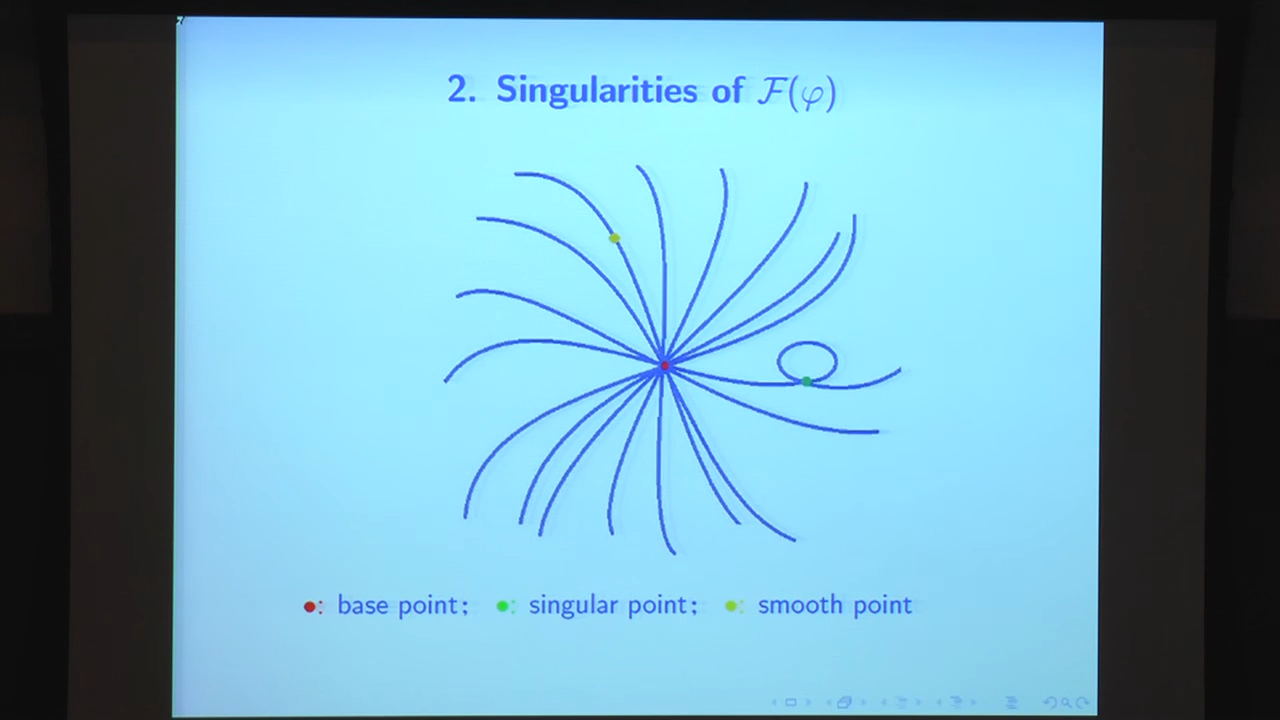 2. Singularities of 𝓕(φ)
●: base point; ●: singular point; ●: smooth point